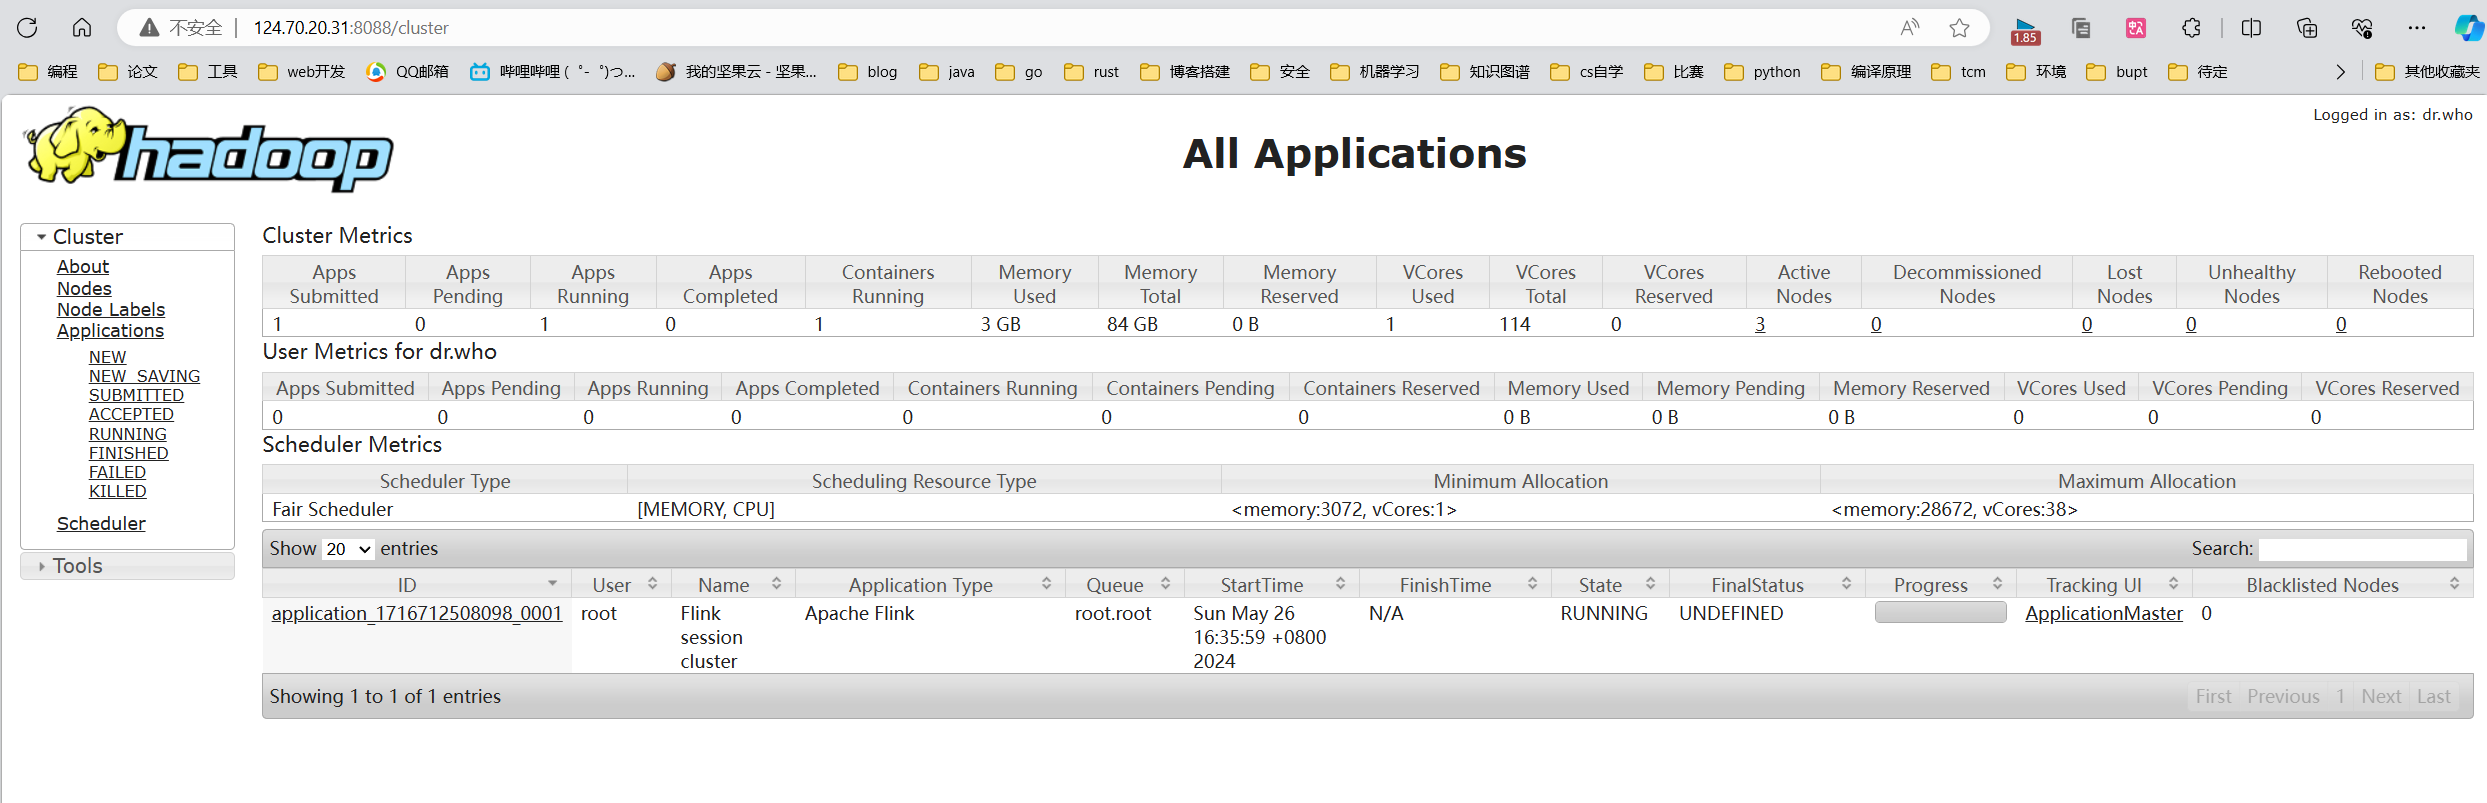 不安全 | 124.70.20.31:8088/cluster
1.85
编程 论文 工具 web开发 QQ邮箱 哔哩哔哩 (゜-゜)つ... 我的坚果云 - 坚果... blog java go rust 博客搭建 安全 机器学习 知识图谱 cs自学 比赛 python 编译原理 tcm 环境 bupt 待定 其他收藏夹
Logged in as: dr.who
hadoop
All Applications
Cluster
About
Nodes
Node Labels
Applications
NEW
NEW_SAVING
SUBMITTED
ACCEPTED
RUNNING
FINISHED
FAILED
KILLED
Scheduler
Tools
Cluster Metrics
Apps Submitted Apps Pending Apps Running Apps Completed Containers Running Memory Used Memory Total Memory Reserved VCores Used VCores Total VCores Reserved Active Nodes Decommissioned Nodes Lost Nodes Unhealthy Nodes Rebooted Nodes
1 0 1 0 1 3 GB 84 GB 0 B 1 114 0 3 0 0 0 0
User Metrics for dr.who
Apps Submitted Apps Pending Apps Running Apps Completed Containers Running Containers Pending Containers Reserved Memory Used Memory Pending Memory Reserved VCores Used VCores Pending VCores Reserved
0 0 0 0 0 0 0 0 B 0 B 0 B 0 0 0
Scheduler Metrics
Scheduler Type Scheduling Resource Type Minimum Allocation Maximum Allocation
Fair Scheduler [MEMORY, CPU] <memory:3072, vCores:1> <memory:28672, vCores:38>
Show 20 entries Search:
ID User Name Application Type Queue StartTime FinishTime State FinalStatus Progress Tracking UI Blacklisted Nodes
application_1716712508098_0001 root Flink session cluster Apache Flink root.root Sun May 26 16:35:59 +0800 2024 N/A RUNNING UNDEFINED ApplicationMaster 0
Showing 1 to 1 of 1 entries First Previous 1 Next Last